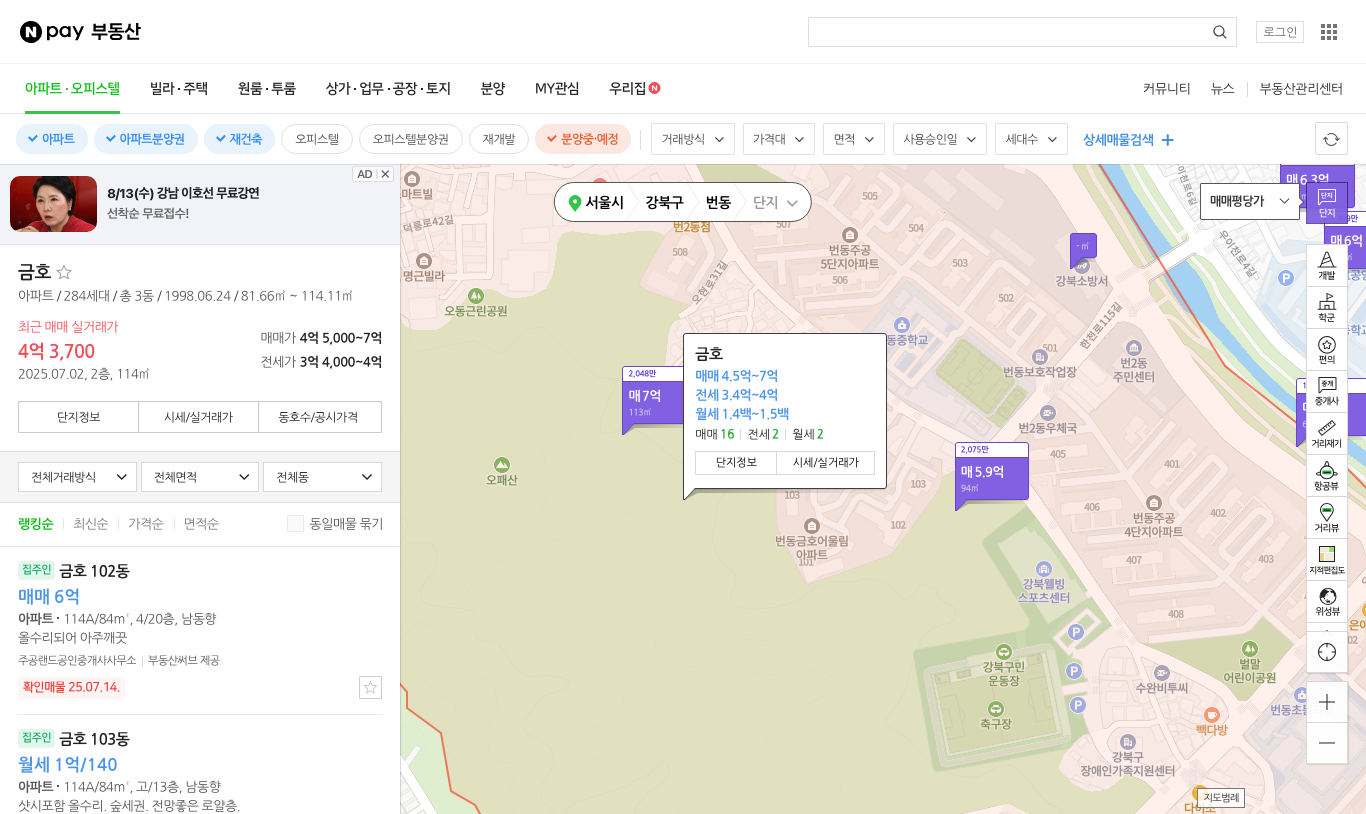 N pay 부동산
로그인
아파트·오피스텔
빌라·주택
원룸·투룸
상가·업무·공장·토지
분양
MY관심
우리집 N
커뮤니티
뉴스
부동산관리센터
아파트
아파트분양권
재건축
오피스텔
오피스텔분양권
재개발
분양중·예정
거래방식
가격대
면적
사용승인일
세대수
상세매물검색
8/13(수) 강남 이호선 무료강연
선착순 무료접수!
AD
금호
아파트 / 284세대 / 총 3동 / 1998.06.24 / 81.66㎡ ~ 114.11㎡
최근 매매 실거래가
4억 3,700
2025.07.02, 2층, 114㎡
매매가 4억 5,000~7억
전세가 3억 4,000~4억
단지정보
시세/실거래가
동호수/공시가격
전체거래방식
전체면적
전체동
랭킹순
최신순
가격순
면적순
동일매물 묶기
집주인 금호 102동
매매 6억
아파트 · 114A/84m², 4/20층, 남동향
올수리되어 아주깨끗
주공랜드공인중개사사무소 | 부동산써브 제공
확인매물 25.07.14.
집주인 금호 103동
월세 1억/140
아파트 · 114A/84m², 고/13층, 남동향
샷시포함 올수리. 숲세권. 전망좋은 로얄층.
서울시
강북구
번동
단지
마트빌
덕릉로42길
명근빌라
오동근린공원
번2동점
508
오현로31길
507
505
504
번동주공
5단지아파트
506
503
502
501
강북소방서
한천로115길
번동보호작업장
번2동
주민센터
동중학교
번2동우체국
- ㎡
2,048만
매 7억
113㎡
금호
매매 4.5억~7억
전세 3.4억~4억
월세 1.4백~1.5백
매매 16 | 전세 2 | 월세 2
단지정보
시세/실거래가
2,075만
매 5.9억
94㎡
오패산
103
103
102
101
번동금호어울림
아파트
405
401
406
402
번동주공
4단지아파트
407
403
408
강북웰빙
스포츠센터
P
P
P
강북구민
운동장
축구장
수완비투씨
벌말
어린이공원
번동초등
빽다방
강북구
장애인가족지원센터
지도범례
우이천로4길
P
매 6.3억
매 6억
매매평당가
단지
단지
개발
학군
편의
중개
중개사
거리재기
항공뷰
거리뷰
지적편집도
위성뷰